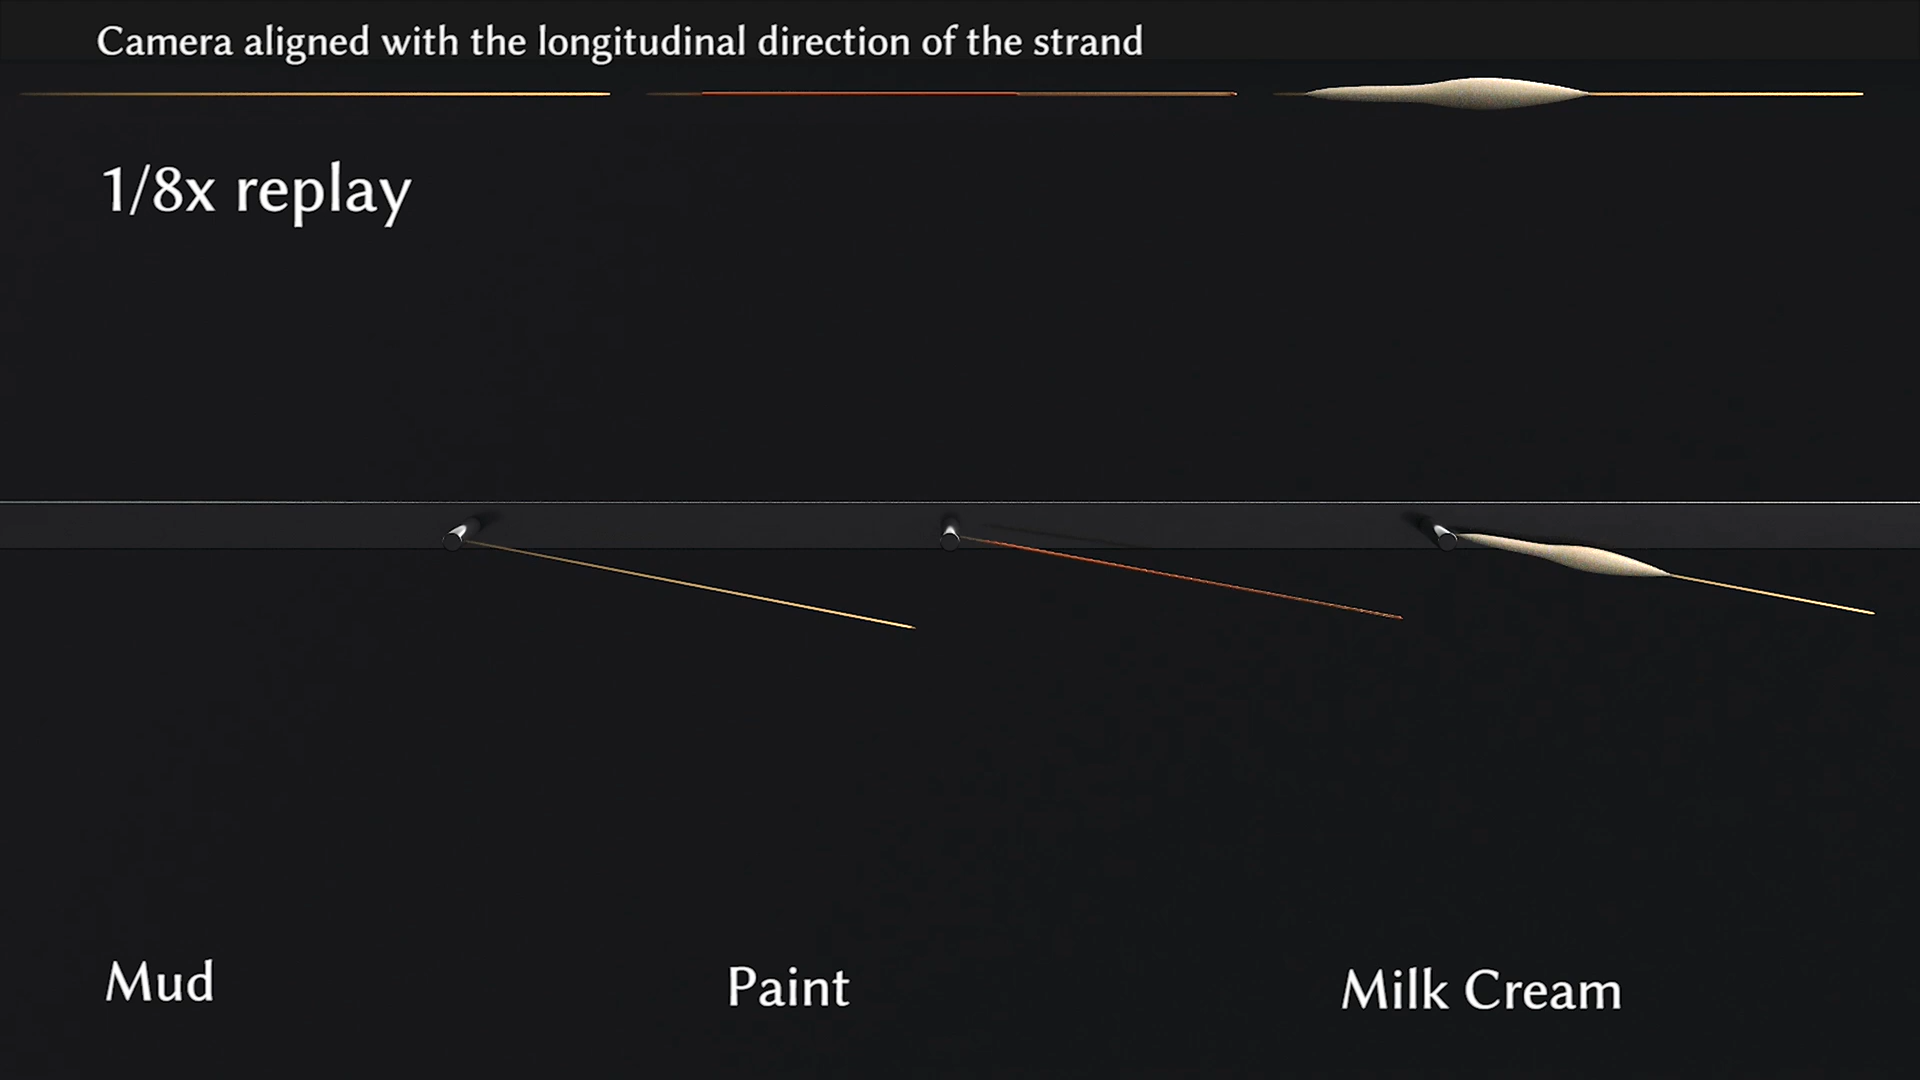 Camera aligned with the longitudinal direction of the strand
1/8x replay
Mud
Paint
Milk Cream